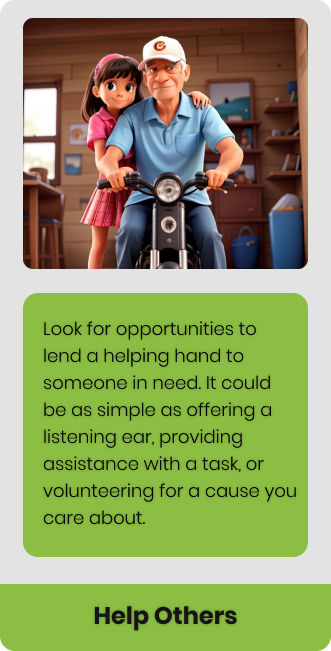 Look for opportunities to
lend a helping hand to
someone in need. It could
be as simple as offering a
listening ear, providing
assistance with a task, or
volunteering for a cause you
care about.
Help Others